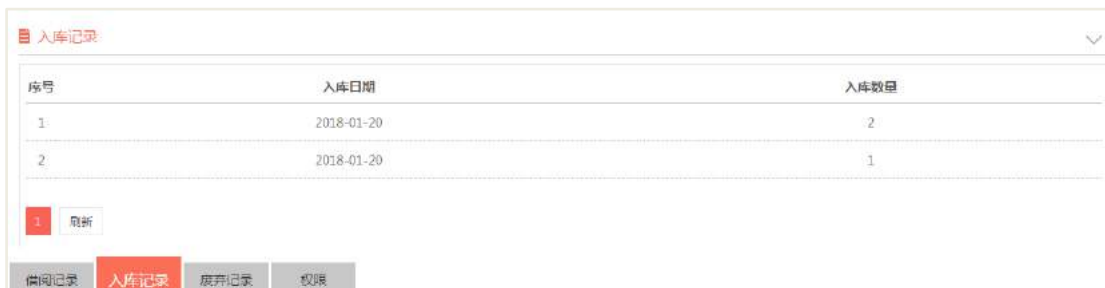 入库记录
序号 入库日期 入库数量
1 2018-01-20 2
2 2018-01-20 1
1 刷新
借阅记录 入库记录 废弃记录 权限